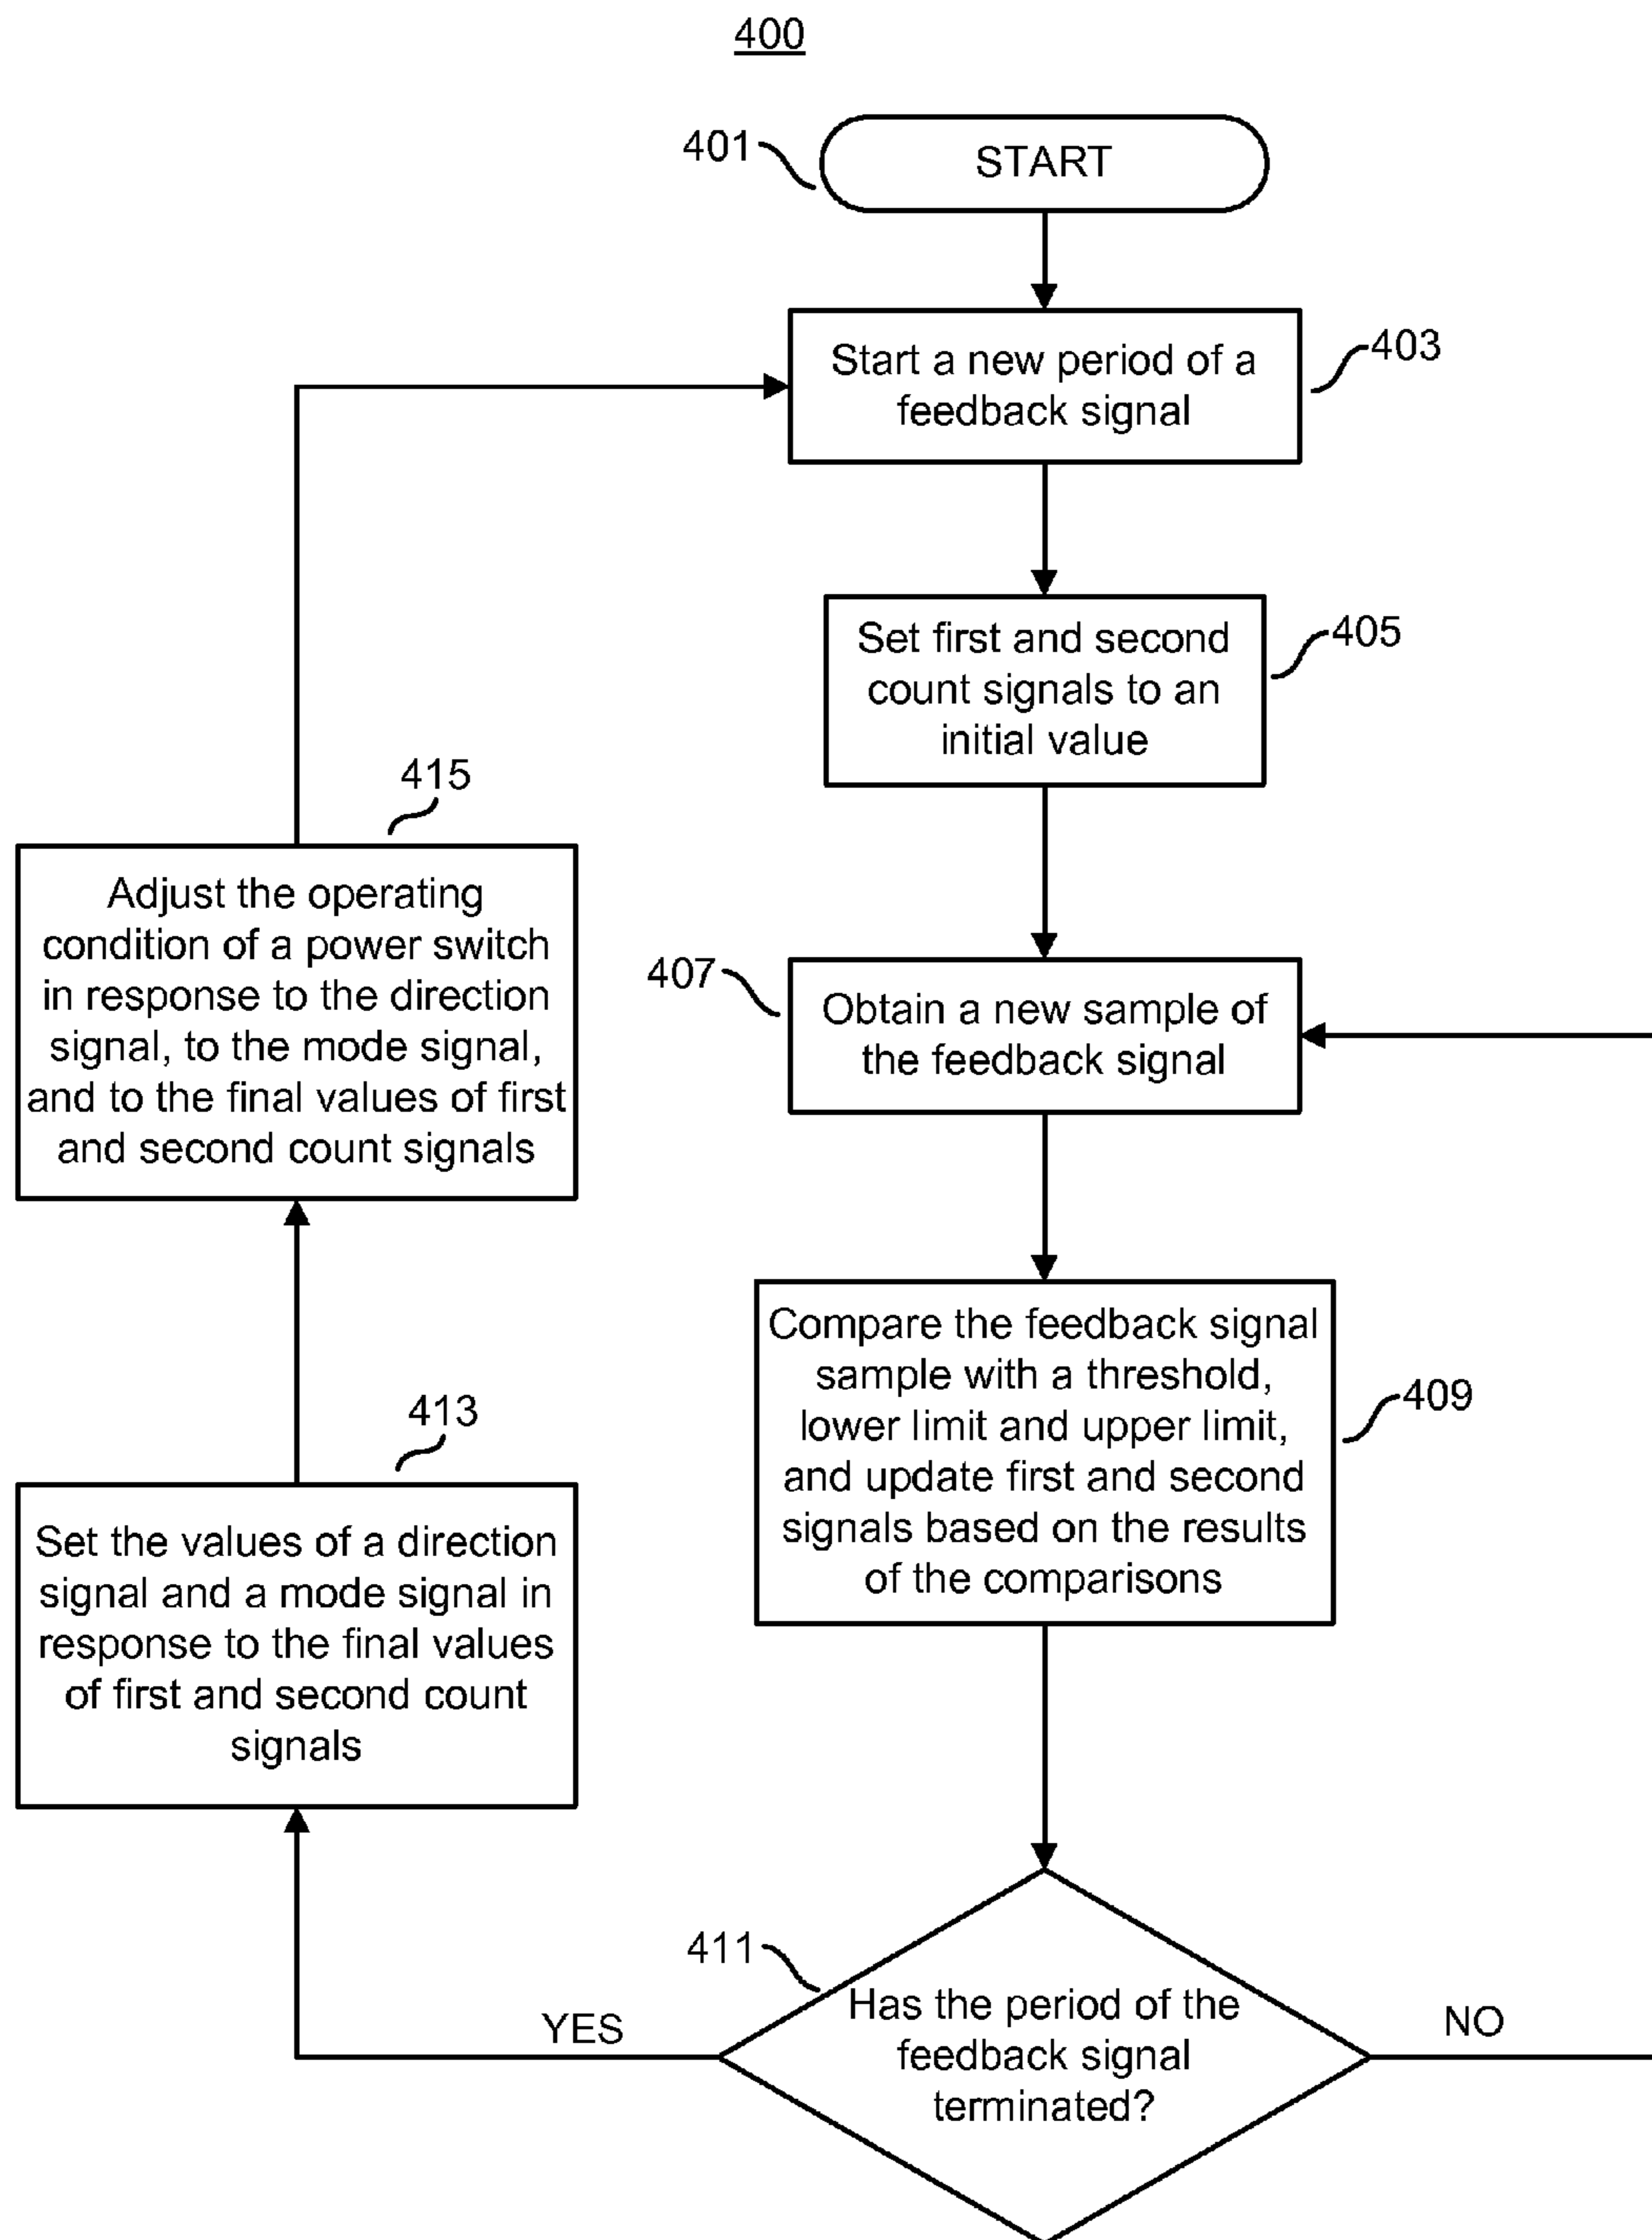 400
401
START
Start a new period of a
feedback signal
403
Set first and second
count signals to an
initial value
405
407
Obtain a new sample of
the feedback signal
Compare the feedback signal
sample with a threshold,
lower limit and upper limit,
and update first and second
signals based on the results
of the comparisons
409
411
Has the period of the
feedback signal
terminated?
YES
NO
413
Set the values of a direction
signal and a mode signal in
response to the final values
of first and second count
signals
415
Adjust the operating
condition of a power switch
in response to the direction
signal, to the mode signal,
and to the final values of first
and second count signals